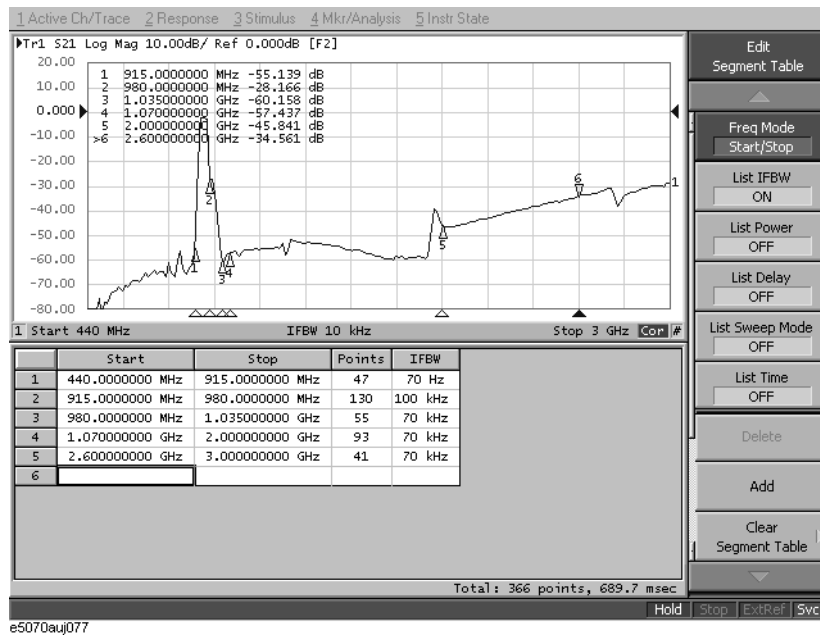 1 Active Ch/Trace 2 Response 3 Stimulus 4 Mkr/Analysis 5 Instr State
Tr1 S21 Log Mag 10.00dB/ Ref 0.000dB [F2]
20.00
10.00
0.000
-10.00
-20.00
-30.00
-40.00
-50.00
-60.00
-70.00
-80.00
1 915.0000000 MHz -55.139 dB
2 980.0000000 MHz -28.166 dB
3 1.035000000 GHz -60.158 dB
4 1.070000000 GHz -57.437 dB
5 2.000000000 GHz -45.841 dB
>6 2.600000000 GHz -34.561 dB
1
2
3
4
5
6
1
1 Start 440 MHz IFBW 10 kHz Stop 3 GHz Cor #
Start Stop Points IFBW
1 440.0000000 MHz 915.0000000 MHz 47 70 Hz
2 915.0000000 MHz 980.0000000 MHz 130 100 kHz
3 980.0000000 MHz 1.035000000 GHz 55 70 kHz
4 1.070000000 GHz 2.000000000 GHz 93 70 kHz
5 2.600000000 GHz 3.000000000 GHz 41 70 kHz
6
Total: 366 points, 689.7 msec
Edit
Segment Table
Freq Mode
Start/Stop
List IFBW
ON
List Power
OFF
List Delay
OFF
List Sweep Mode
OFF
List Time
OFF
Delete
Add
Clear
Segment Table
Hold Stop ExtRef Svc
e5070auj077